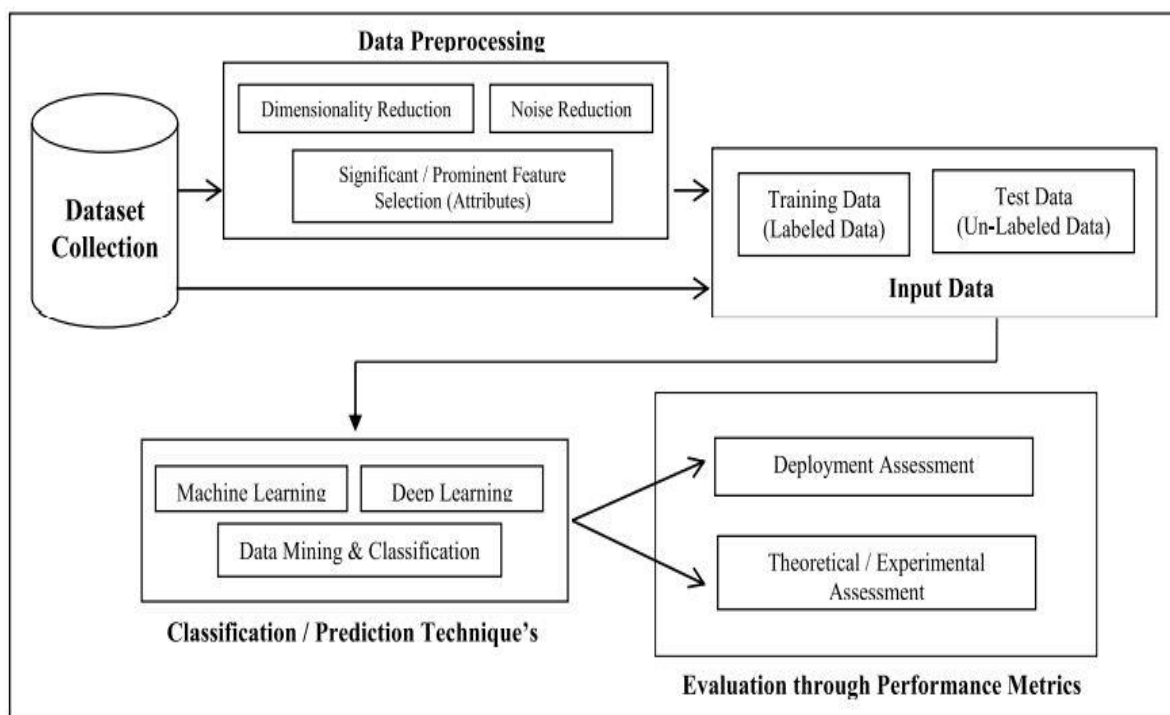 Data Preprocessing
Dimensionality Reduction
Noise Reduction
Significant / Prominent Feature
Selection (Attributes)
Dataset
Collection
Training Data
(Labeled Data)
Test Data
(Un-Labeled Data)
Input Data
Machine Learning
Deep Learning
Data Mining & Classification
Classification / Prediction Technique's
Deployment Assessment
Theoretical / Experimental
Assessment
Evaluation through Performance Metrics